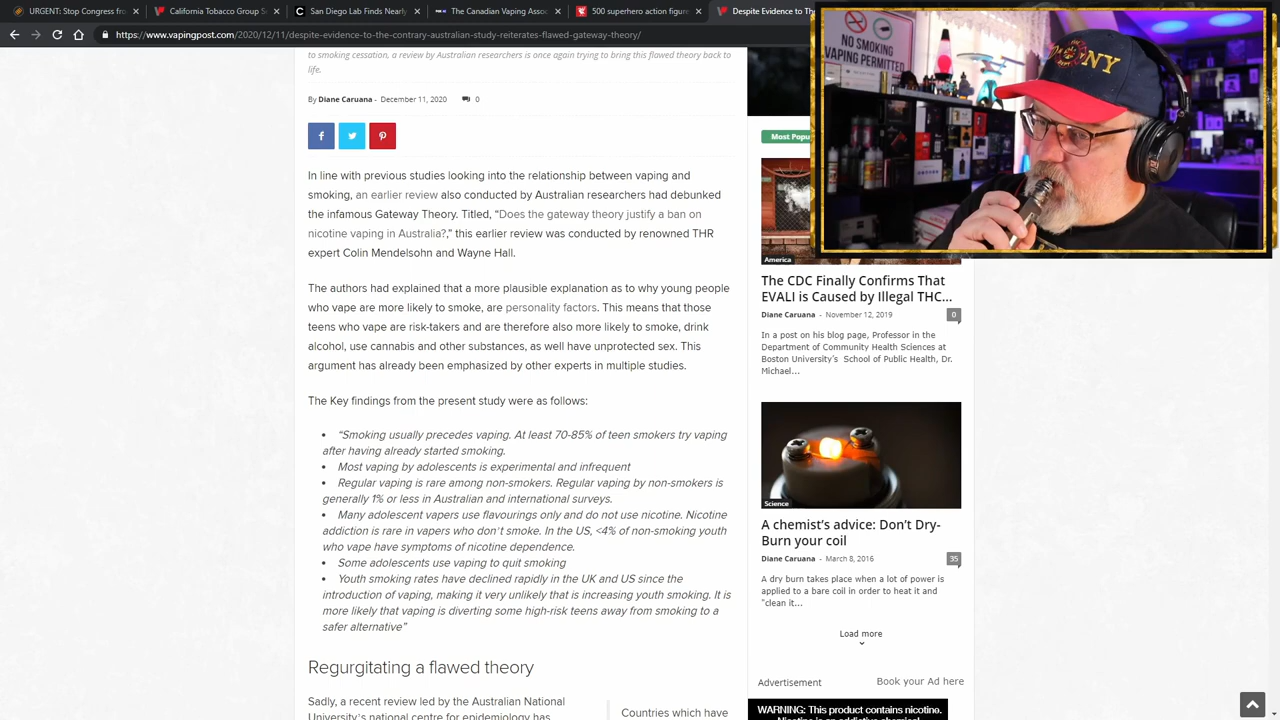 URGENT! Stop Congress
San Fran
n Vaping Assoc
500 superheroes figure
Despite Evidence to Th
post.com/2020/12/11/despite-evidence-to-the-contrary-australian-study-reiterates-flawed-gateway-theory/
to smoking cessation, a review by Australian researchers is once again trying to bring this flawed theory back to
life.
By Diane Caruana - December 11, 2020 0
In line with previous studies looking into the relationship between vaping and
smoking, an earlier review also conducted by Australian researchers had debunked
the infamous Gateway Theory. Titled, “Does the gateway theory justify a ban on
nicotine vaping in Australia?,” this earlier review was conducted by renowned THR
expert Colin Mendelsohn and Wayne Hall.
The authors had explained that a more plausible explanation as to why young people
who vape are more likely to smoke, are personality factors. This means that those
teens who vape are risk-takers and are therefore also more likely to smoke, drink
alcohol, use cannabis and other substances, as well have unprotected sex. This
argument has already been emphasized by other experts in multiple studies.
The Key findings from the present study were as follows:
• “Smoking usually precedes vaping. At least 70-85% of teen smokers try vaping
after having already started smoking.
• Most vaping by adolescents is experimental and infrequent
• Regular vaping is rare among non-smokers. Regular vaping by non-smokers is
generally 1% or less in Australian and international surveys.
• Many adolescent vapers use flavourings only and do not use nicotine. Nicotine
addiction is rare in vapers who don’t smoke. In the US, <4% of non-smoking youth
who vape have symptoms of nicotine dependence.
• Some adolescents use vaping to quit smoking
• Youth smoking rates have declined rapidly in the UK and US since the
introduction of vaping, making it very unlikely that is increasing youth smoking. It is
more likely that vaping is diverting some high-risk teens away from smoking to a
safer alternative”
Regurgitating a flawed theory
Sadly, a recent review led by the Australian National
University’s national centre for epidemiology has
Countries which have
Most Popu
America
The CDC Finally Confirms That
EVALI is Caused by Illegal THC...
Diane Caruana - November 12, 2019 0
In a post on his blog page, Professor in the
Department of Community Health Sciences at
Boston University’s School of Public Health, Dr.
Michael...
Science
A chemist’s advice: Don’t Dry-
Burn your coil
Diane Caruana - March 8, 2016 35
A dry burn takes place when a lot of power is
applied to a bare coil in order to heat it and
“clean it...
Load more
Advertisement Book your Ad here
WARNING: This product contains nicotine.
Nicotine is an addictive chemical.
NO SMOKING
VAPING PERMITTED
NY